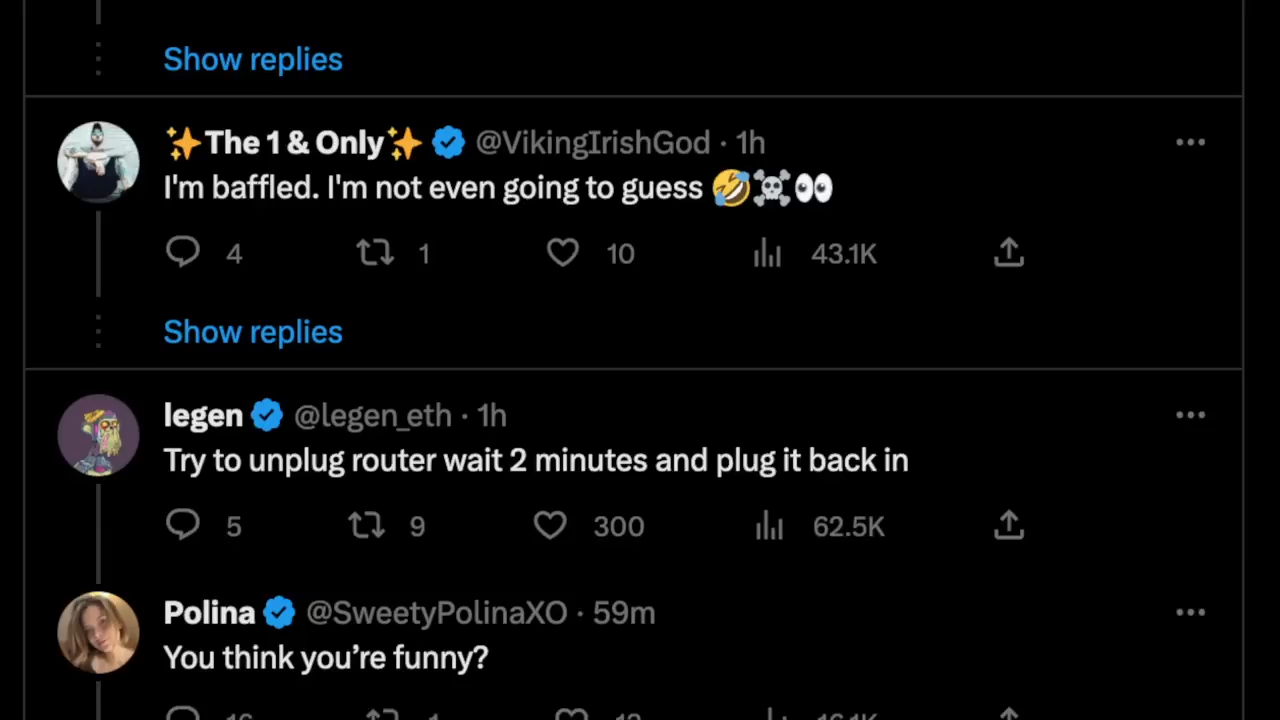 Show replies
✨The 1 & Only✨ @VikingIrishGod · 1h
I'm baffled. I'm not even going to guess 🤣☠️👀
4 1 10 43.1K
Show replies
legen @legen_eth · 1h
Try to unplug router wait 2 minutes and plug it back in
5 9 300 62.5K
Polina @SweetyPolinaXO · 59m
You think you’re funny?